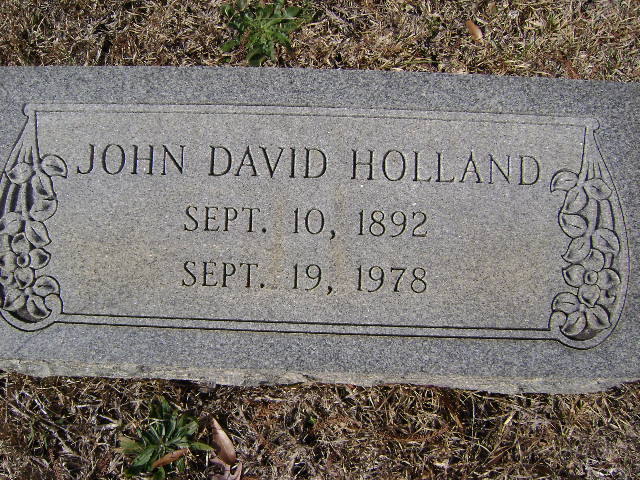 JOHN DAVID HOLLAND
SEPT. 10, 1892
SEPT. 19, 1978